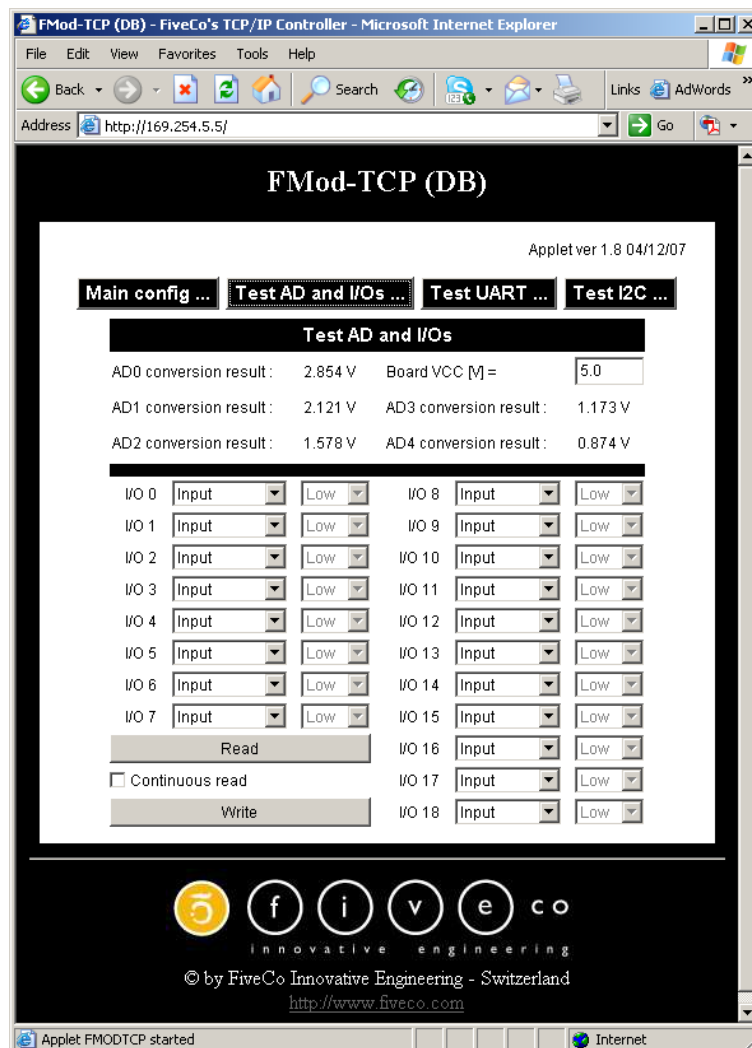 FMod-TCP (DB) - FiveCo's TCP/IP Controller - Microsoft Internet Explorer
File Edit View Favorites Tools Help
Back Search 123 Links AdWords »
Address http://169.254.5.5/ Go
FMod-TCP (DB)
Applet ver 1.8 04/12/07
Main config ... Test AD and I/Os ... Test UART ... Test I2C ...
Test AD and I/Os
AD0 conversion result : 2.854 V Board VCC [V] = 5.0
AD1 conversion result : 2.121 V AD3 conversion result : 1.173 V
AD2 conversion result : 1.578 V AD4 conversion result : 0.874 V
I/O 0 Input Low I/O 8 Input Low
I/O 1 Input Low I/O 9 Input Low
I/O 2 Input Low I/O 10 Input Low
I/O 3 Input Low I/O 11 Input Low
I/O 4 Input Low I/O 12 Input Low
I/O 5 Input Low I/O 13 Input Low
I/O 6 Input Low I/O 14 Input Low
I/O 7 Input Low I/O 15 Input Low
Read I/O 16 Input Low
Continuous read I/O 17 Input Low
Write I/O 18 Input Low
5 f i v e co
innovative engineering
© by FiveCo Innovative Engineering - Switzerland
http://www.fiveco.com
Applet FMODTCP started Internet